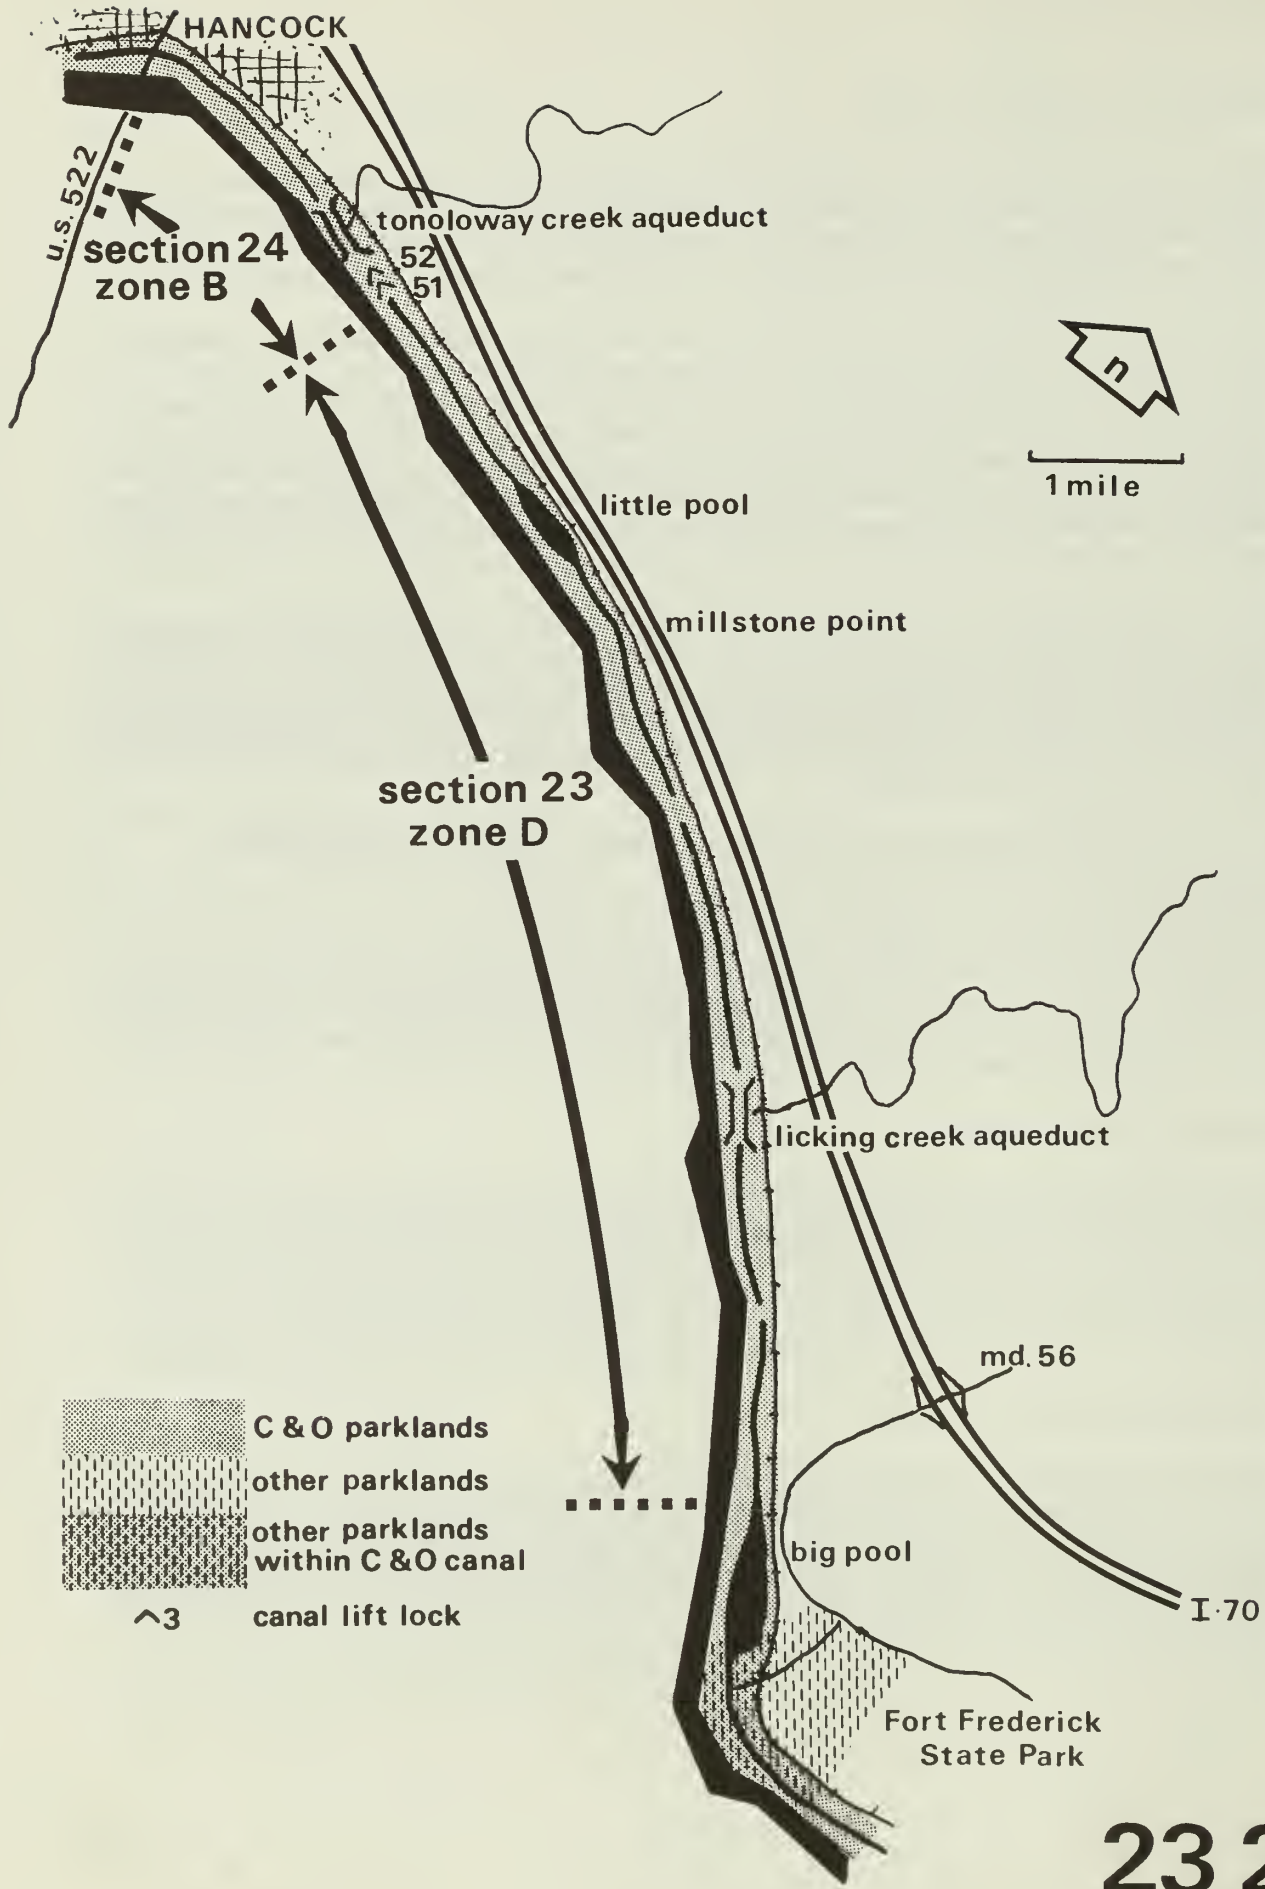 HANCOCK
u.s. 522
tonoloway creek aqueduct
section 24
zone B
52
51
n
1 mile
little pool
millstone point
section 23
zone D
licking creek aqueduct
md. 56
C & O parklands
other parklands
other parklands
within C & O canal
^3 canal lift lock
big pool
I-70
Fort Frederick
State Park
23